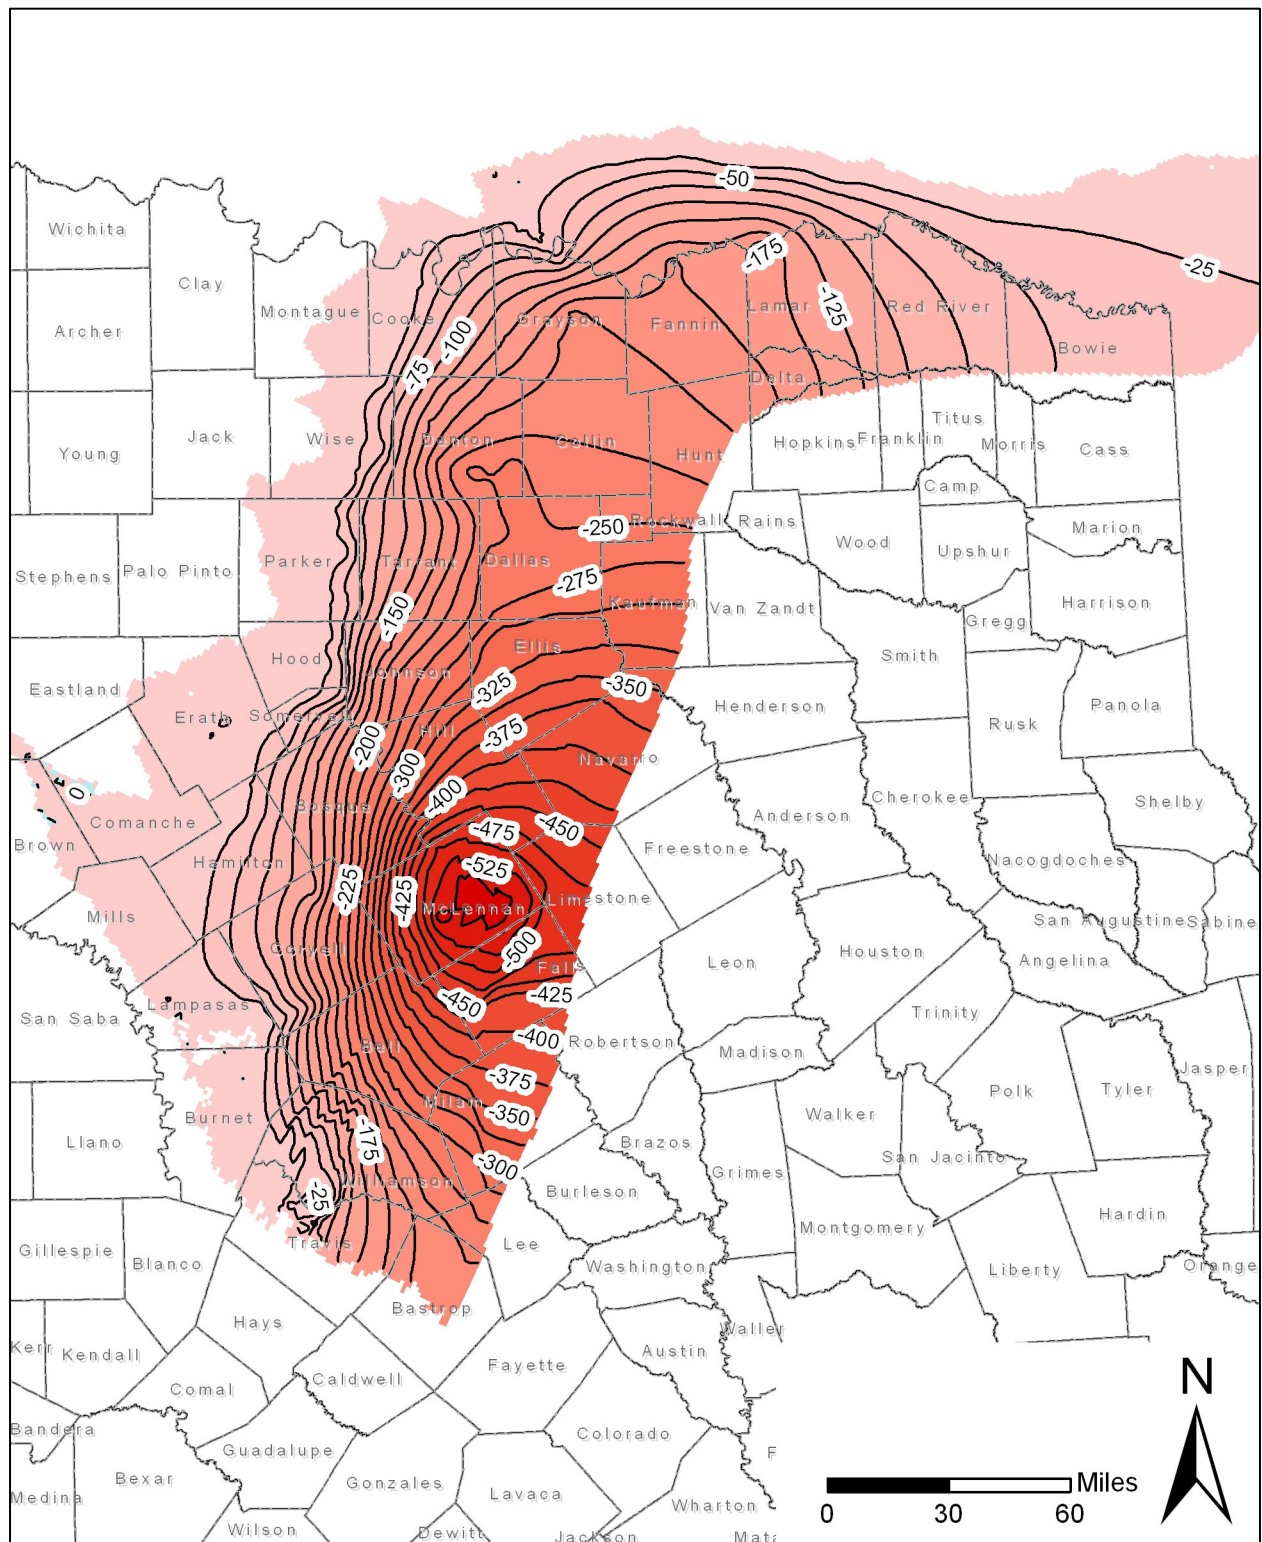 -50
Wichita
-25
Clay
Montague
Cooke
Grayson
Fannin
-175
Lamar
-125
Red River
Archer
-100
Bowie
-75
Delta
Jack
Wise
Denton
Collin
Hunt
Hopkins
Franklin
Titus
Morris
Cass
Young
Camp
-250
Rockwall
Rains
Wood
Upshur
Marion
Stephens
Palo Pinto
Parker
Tarrant
Dallas
-275
Kaufman
Van Zandt
Harrison
-150
Gregg
Hood
Johnson
Ellis
Smith
Eastland
-325
-350
Henderson
Rusk
Panola
Erath
Somervell
Hill
-375
-200
Navarro
-300
0
-400
Cherokee
Shelby
Comanche
Bosque
-475
-450
Anderson
Brown
Hamilton
-525
Freestone
Nacogdoches
-225
-425
McLennan
Limestone
Mills
San Augustine
Sabine
Coryell
-500
Falls
Leon
Houston
Angelina
San Saba
Lampasas
-450
-425
Trinity
Bell
-400
Robertson
Madison
Jasper
-375
Burnet
Milam
-350
Polk
Tyler
Llano
-175
Brazos
Walker
-300
San Jacinto
Grimes
-25
Williamson
Burleson
Montgomery
Hardin
Gillespie
Blanco
Travis
Lee
Washington
Liberty
Orange
Bastrop
Hays
Waller
Kerr
Kendall
Fayette
Austin
Comal
Caldwell
N
Bandera
Guadalupe
Colorado
F
Bexar
Gonzales
Medina
Lavaca
Wharton
Miles
0
30
60
Wilson
Dewitt
Jackson
Mata